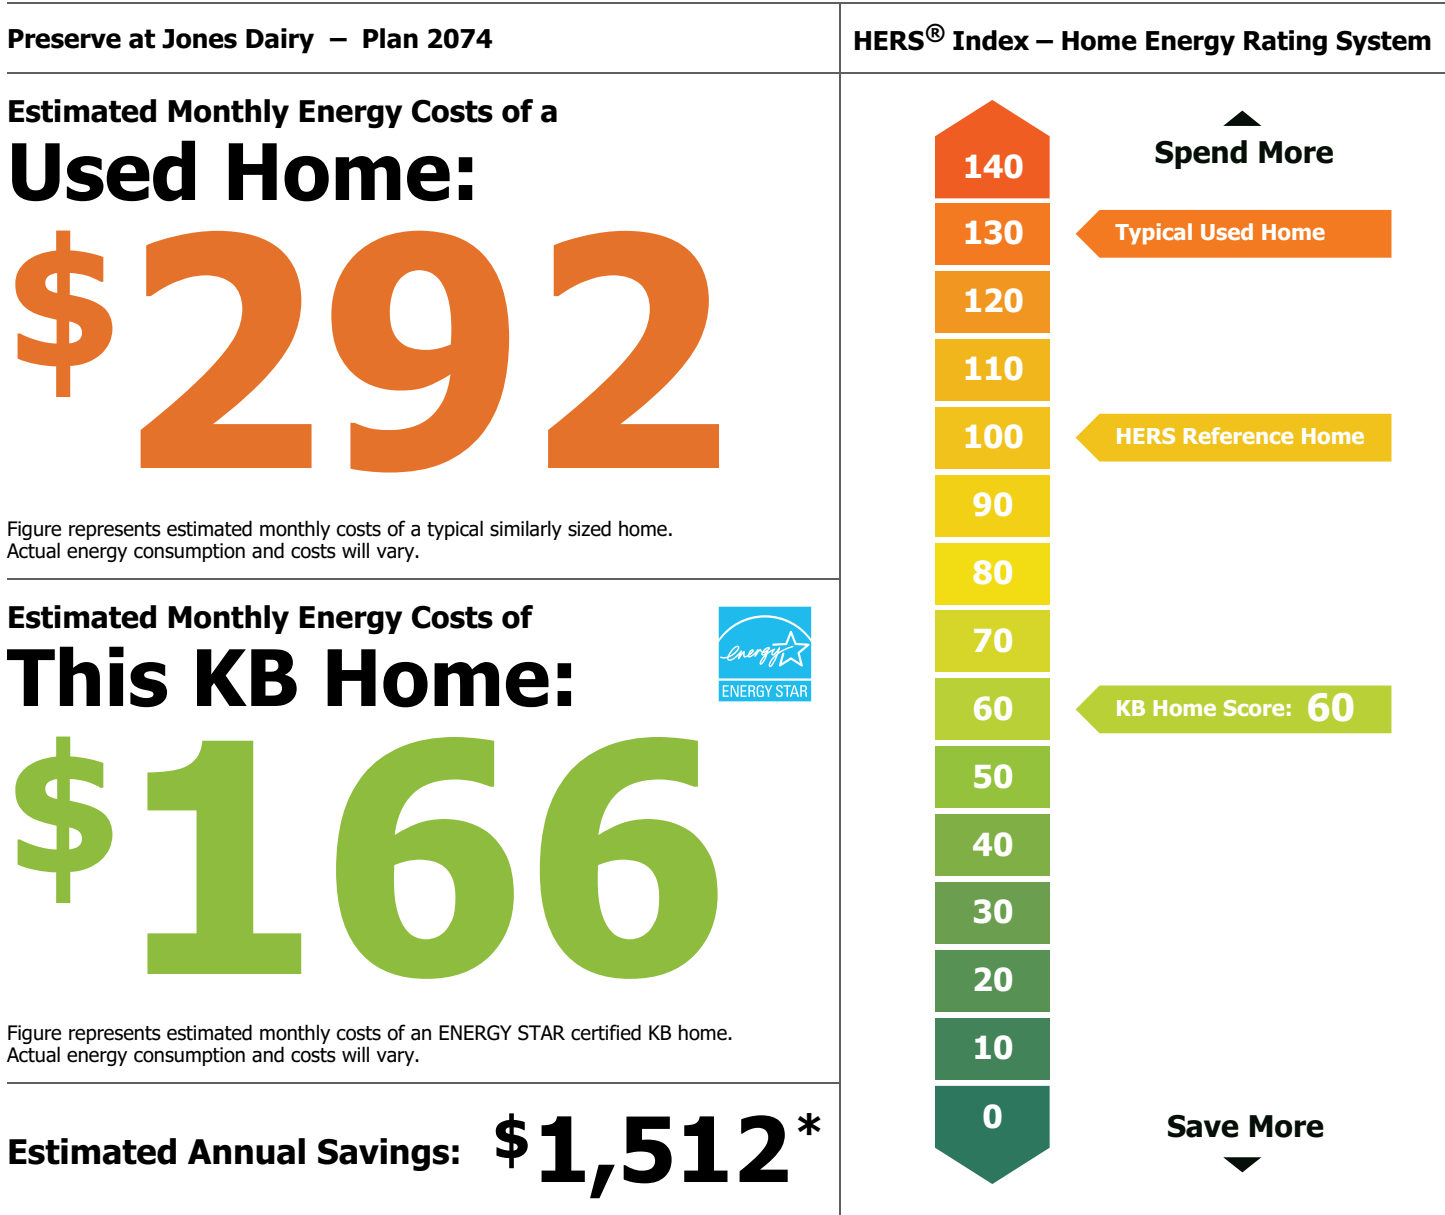 Preserve at Jones Dairy – Plan 2074
Estimated Monthly Energy Costs of a
Used Home:
$292
Figure represents estimated monthly costs of a typical similarly sized home.
Actual energy consumption and costs will vary.
Estimated Monthly Energy Costs of
This KB Home:
energy
ENERGY STAR
$166
Figure represents estimated monthly costs of an ENERGY STAR certified KB home.
Actual energy consumption and costs will vary.
Estimated Annual Savings: $1,512*
HERS® Index – Home Energy Rating System
Spend More
140
130 Typical Used Home
120
110
100 HERS Reference Home
90
80
70
60 KB Home Score: 60
50
40
30
20
10
0
Save More